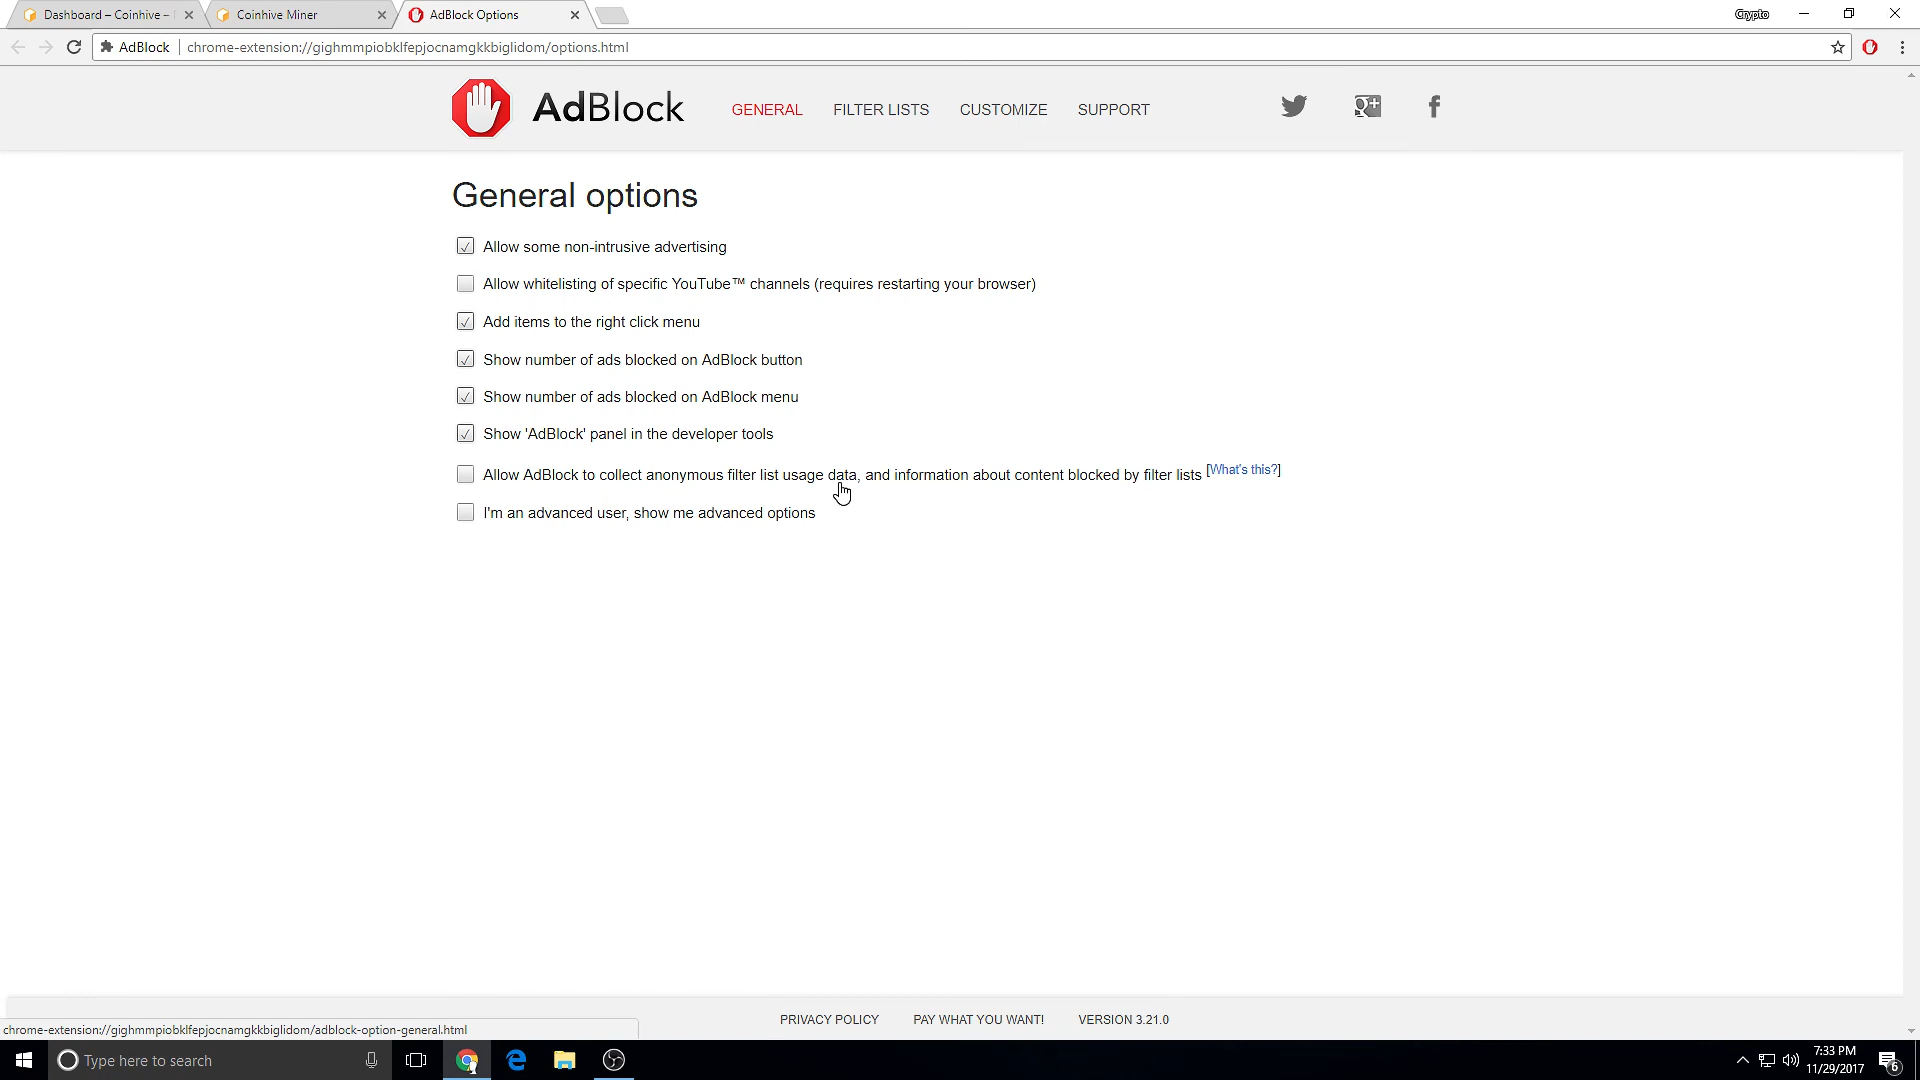 Dashboard – Coinhive –
Coinhive Miner
AdBlock Options
Crypto
AdBlock
chrome-extension://gighmmpiobklfepjocnamgkkbiglidom/options.html
AdBlock
GENERAL
FILTER LISTS
CUSTOMIZE
SUPPORT
g+
f
General options
Allow some non-intrusive advertising
Allow whitelisting of specific YouTube™ channels (requires restarting your browser)
Add items to the right click menu
Show number of ads blocked on AdBlock button
Show number of ads blocked on AdBlock menu
Show 'AdBlock' panel in the developer tools
Allow AdBlock to collect anonymous filter list usage data, and information about content blocked by filter lists [What's this?]
I'm an advanced user, show me advanced options
PRIVACY POLICY
PAY WHAT YOU WANT!
VERSION 3.21.0
chrome-extension://gighmmpiobklfepjocnamgkkbiglidom/adblock-option-general.html
Type here to search
7:33 PM
11/29/2017
6